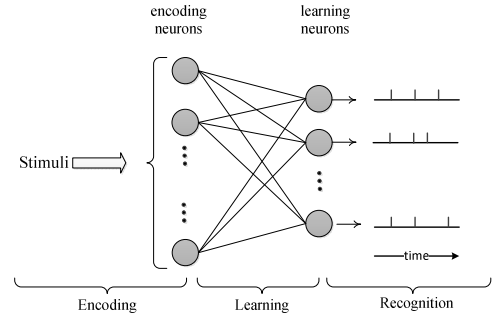 encoding
neurons
learning
neurons
Stimuli
time
Encoding
Learning
Recognition